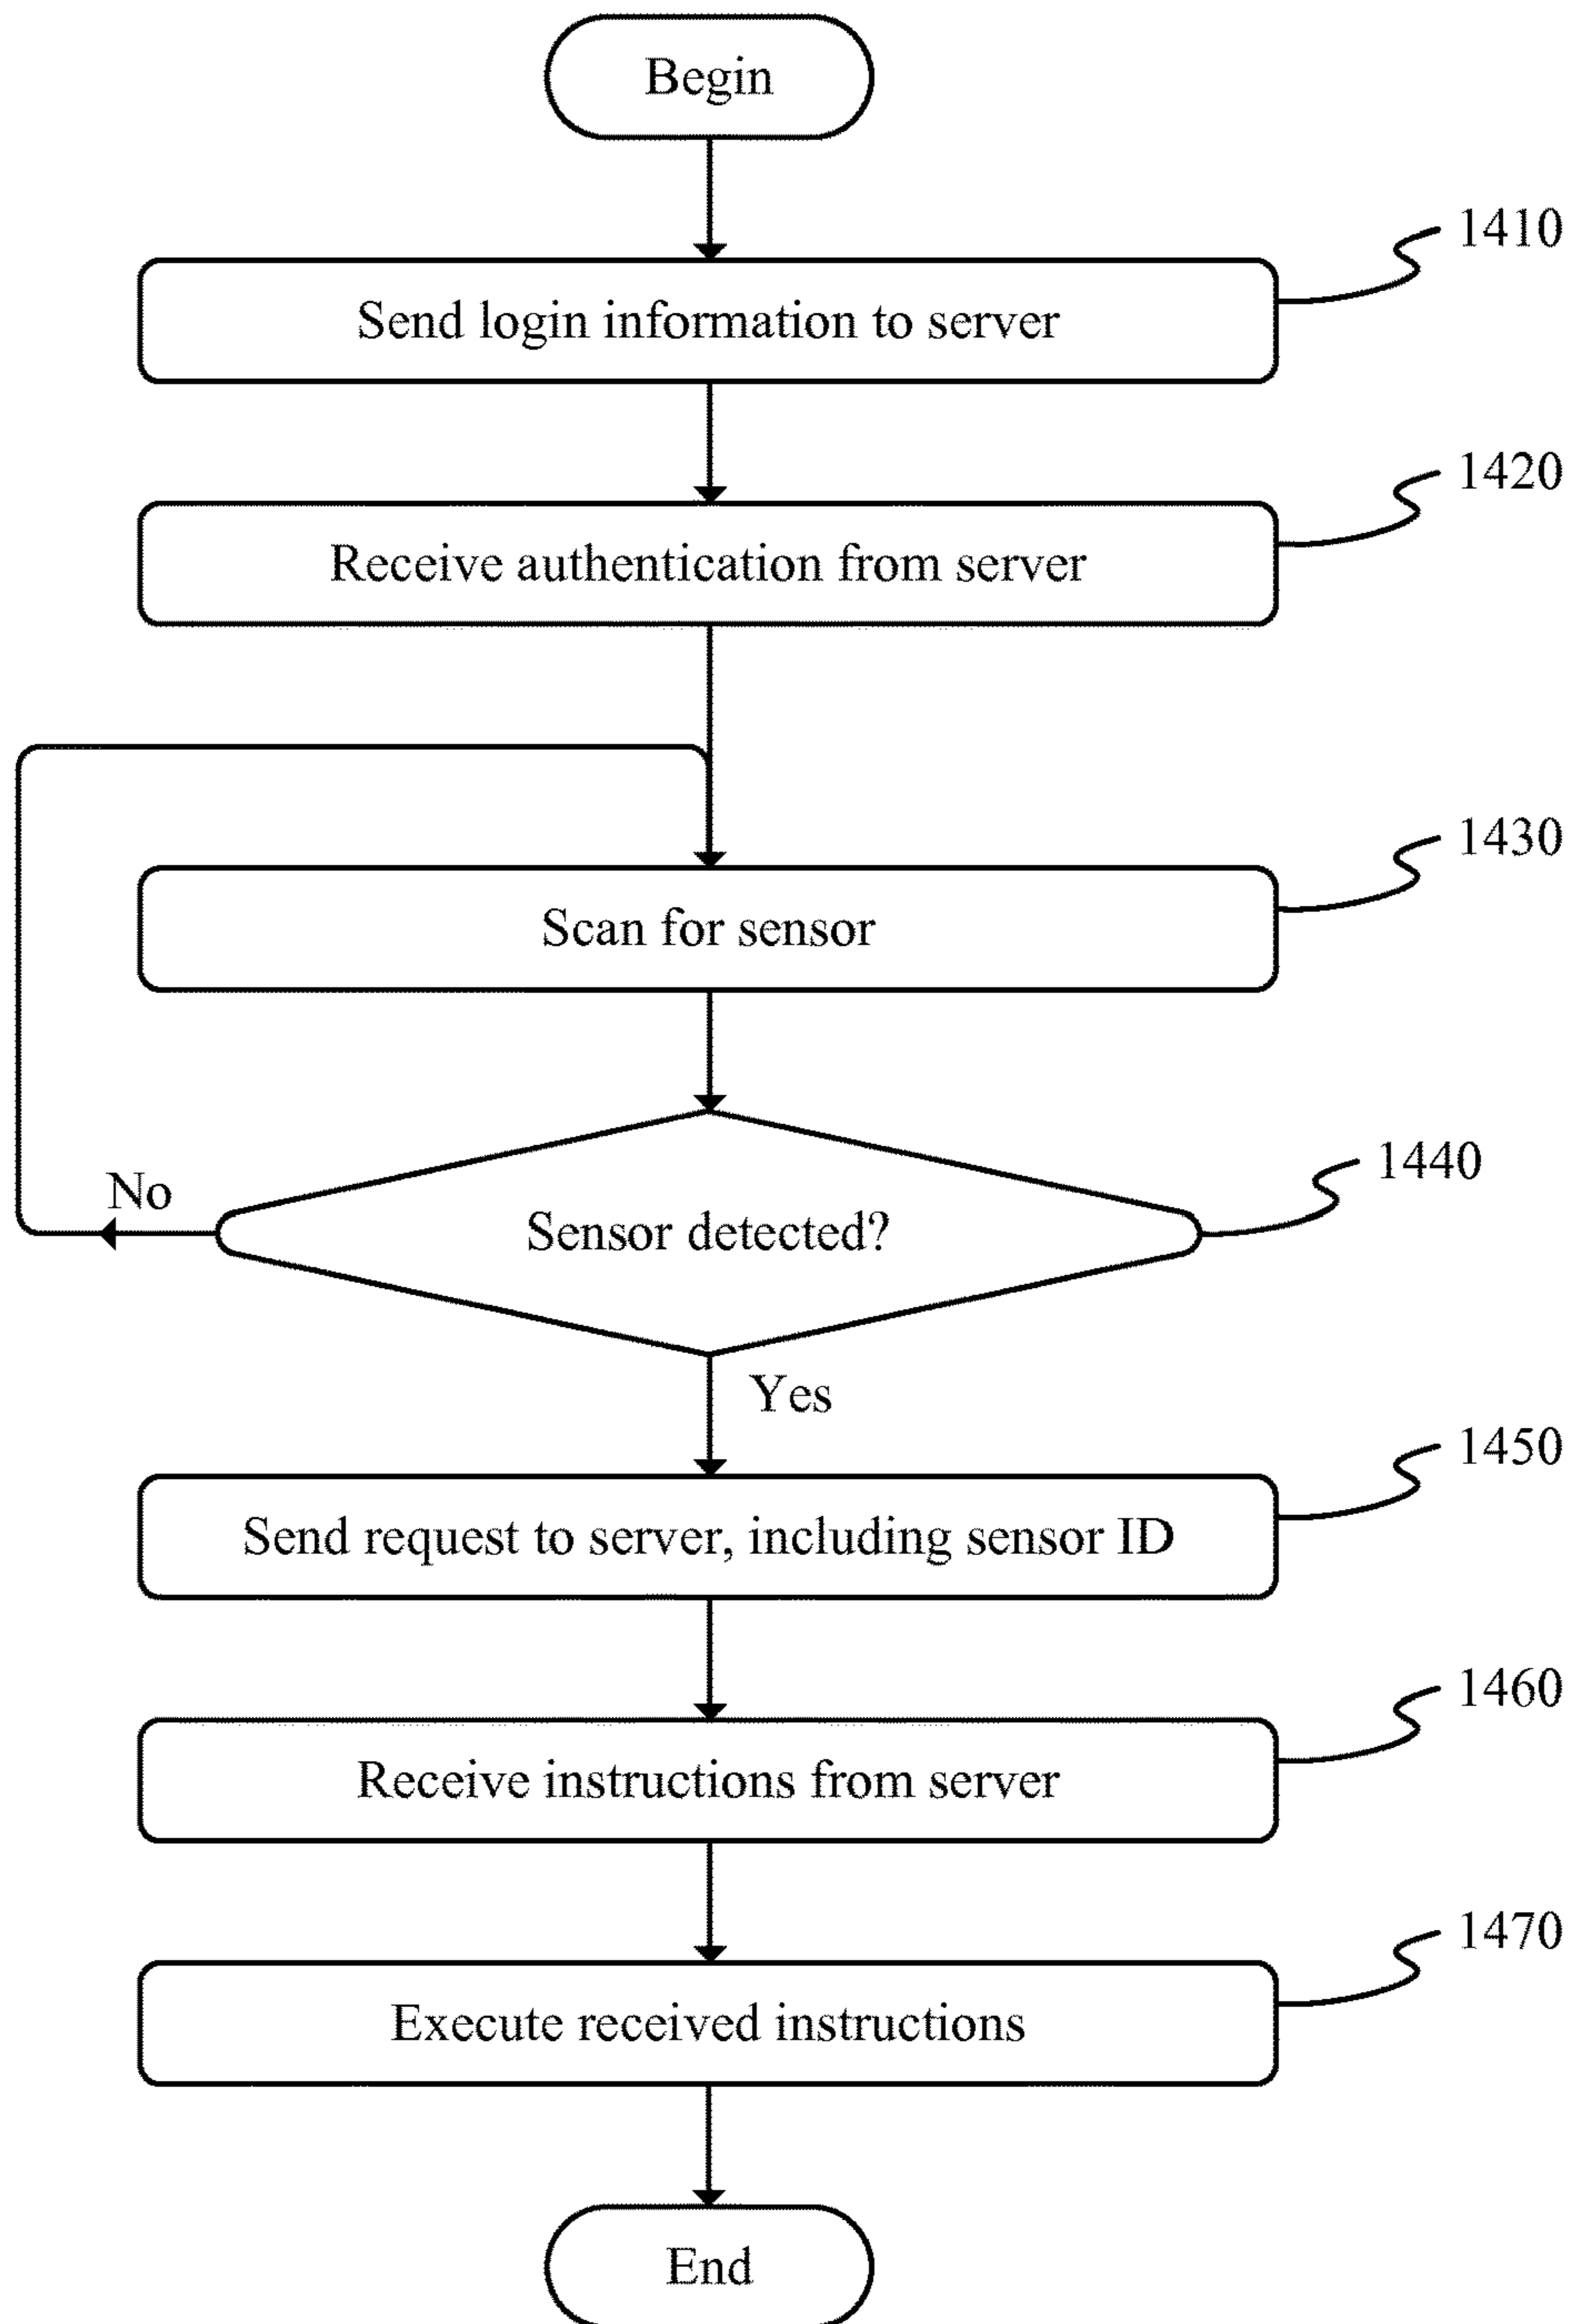 Begin
1410
Send login information to server
1420
Receive authentication from server
1430
Scan for sensor
1440
No
Sensor detected?
Yes
1450
Send request to server, including sensor ID
1460
Receive instructions from server
1470
Execute received instructions
End